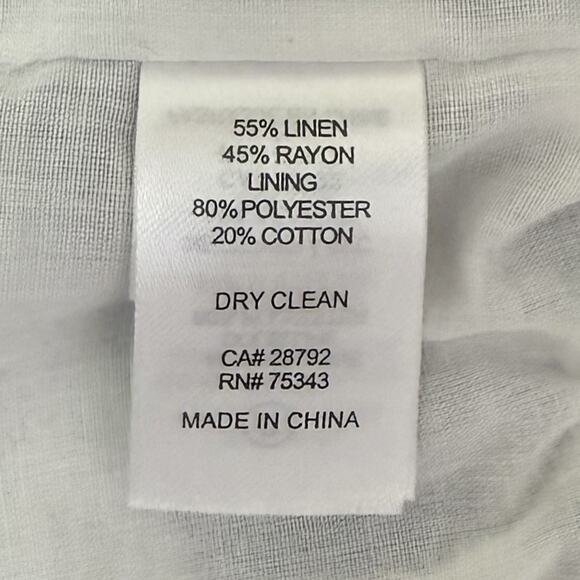 55% LINEN
45% RAYON
LINING
80% POLYESTER
20% COTTON
DRY CLEAN
CA# 28792
RN# 75343
MADE IN CHINA